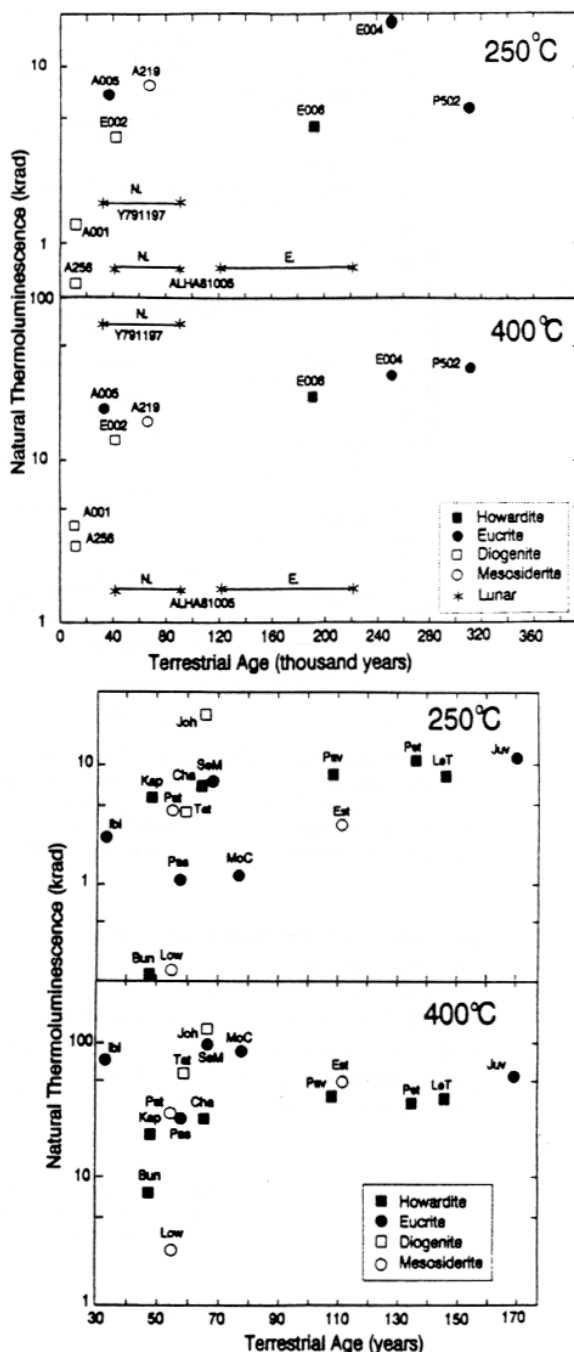 E004
250°C
A219
A005
10
E002
E006
P502
N.
Y791197
A001
1
A256
N.
E.
ALHA81005
Natural Thermoluminescence (krad)
100
N.
Y791197
400°C
P502
E004
A005
A219
E006
E002
10
A001
A256
Howardite
Eucrite
Diogenite
Mesosiderite
Lunar
N.
E.
ALHA81005
1
0 40 80 120 160 200 240 280 320 360
Terrestrial Age (thousand years)
250°C
Joh
Psv
Pet
LeT
Juv
10
Kap
Cha
SeM
Pat
Tat
Est
Ibi
Pas
MoC
1
Bun
Low
Natural Thermoluminescence (krad)
400°C
100
Ibi
Joh
MoC
SeM
Tat
Est
Juv
Pat
Cha
Psv
Pet
LeT
Kap
Pas
Bun
10
Low
Howardite
Eucrite
Diogenite
Mesosiderite
1
30 50 70 90 110 130 150 170
Terrestrial Age (years)